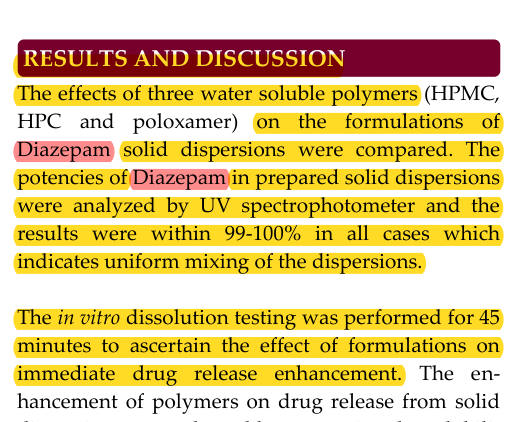 RESULTS AND DISCUSSION
The effects of three water soluble polymers (HPMC,
HPC and poloxamer) on the formulations of
Diazepam solid dispersions were compared. The
potencies of Diazepam in prepared solid dispersions
were analyzed by UV spectrophotometer and the
results were within 99-100% in all cases which
indicates uniform mixing of the dispersions.
The in vitro dissolution testing was performed for 45
minutes to ascertain the effect of formulations on
immediate drug release enhancement. The en-
hancement of polymers on drug release from solid